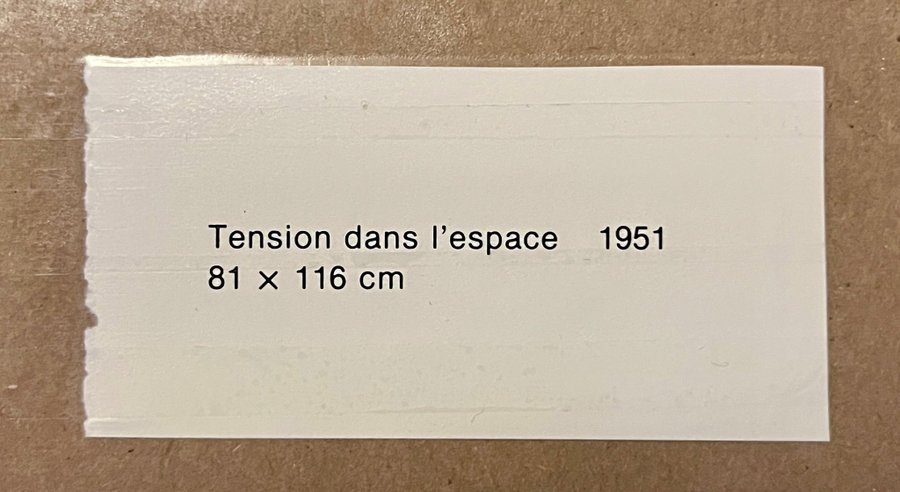 Tension dans l’espace 1951
81 × 116 cm